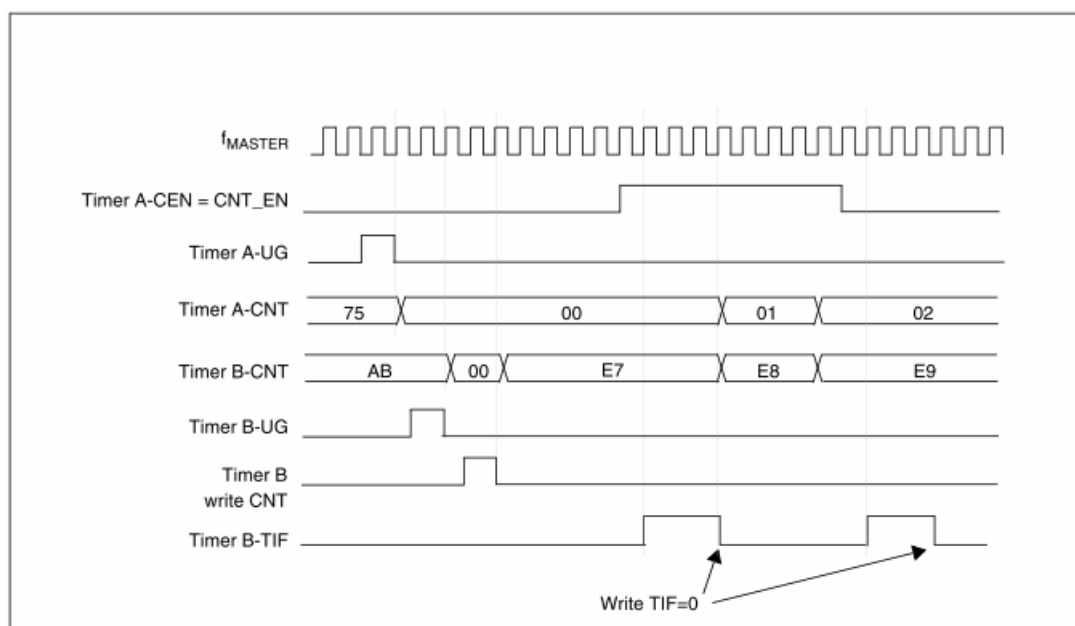 fMASTER
Timer A-CEN = CNT_EN
Timer A-UG
Timer A-CNT
75
00
01
02
Timer B-CNT
AB
00
E7
E8
E9
Timer B-UG
Timer B
write CNT
Timer B-TIF
Write TIF=0